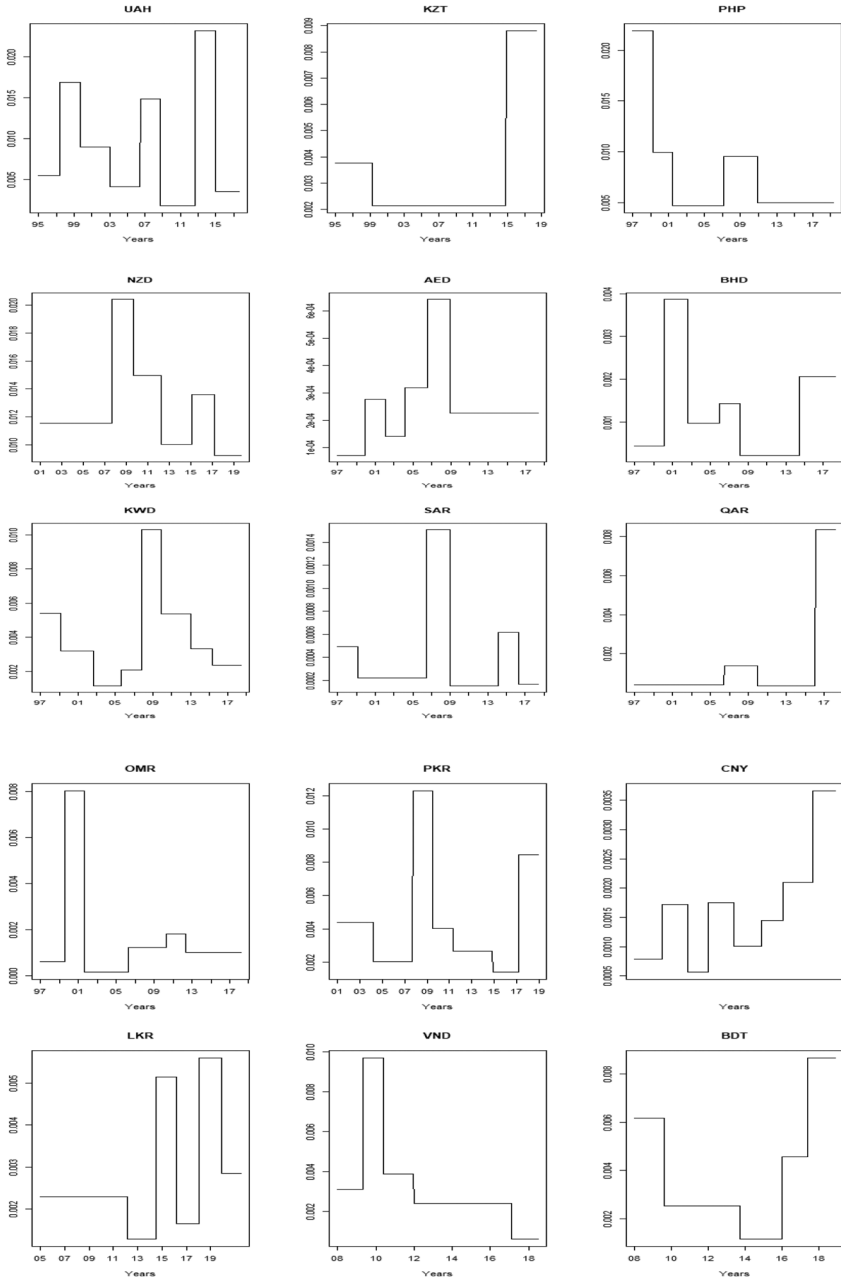 UAH
0.020
0.015
0.010
0.005
95 99 03 07 11 15
Years
KZT
0.009
0.008
0.007
0.006
0.005
0.004
0.003
0.002
95 99 03 07 11 15 19
Years
PHP
0.020
0.015
0.010
0.005
97 01 05 09 13 17
Years
NZD
0.020
0.018
0.016
0.014
0.012
0.010
01 03 05 07 09 11 13 15 17 19
Years
AED
6e-04
5e-04
4e-04
3e-04
2e-04
1e-04
97 01 05 09 13 17
Years
BHD
0.004
0.003
0.002
0.001
97 01 05 09 13 17
Years
KWD
0.010
0.008
0.006
0.004
0.002
97 01 05 09 13 17
Years
SAR
0.0014
0.0012
0.0010
0.0008
0.0006
0.0004
0.0002
97 01 05 09 13 17
Years
QAR
0.008
0.006
0.004
0.002
97 01 05 09 13 17
Years
OMR
0.008
0.006
0.004
0.002
0.000
97 01 05 09 13 17
Years
PKR
0.012
0.010
0.008
0.006
0.004
0.002
01 03 05 07 09 11 13 15 17 19
Years
CNY
0.0035
0.0030
0.0025
0.0020
0.0015
0.0010
0.0005
Years
LKR
0.005
0.004
0.003
0.002
05 07 09 11 13 15 17 19
Years
VND
0.010
0.008
0.006
0.004
0.002
08 10 12 14 16 18
Years
BDT
0.008
0.006
0.004
0.002
08 10 12 14 16 18
Years